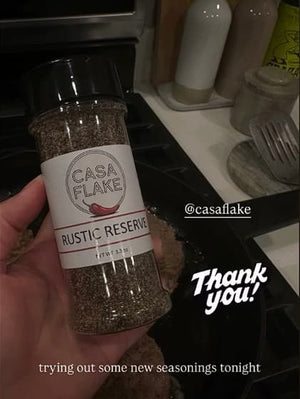 CASA
FLAKE
RUSTIC RESERVE
@casaflake
Thank
you!
trying out some new seasonings tonight